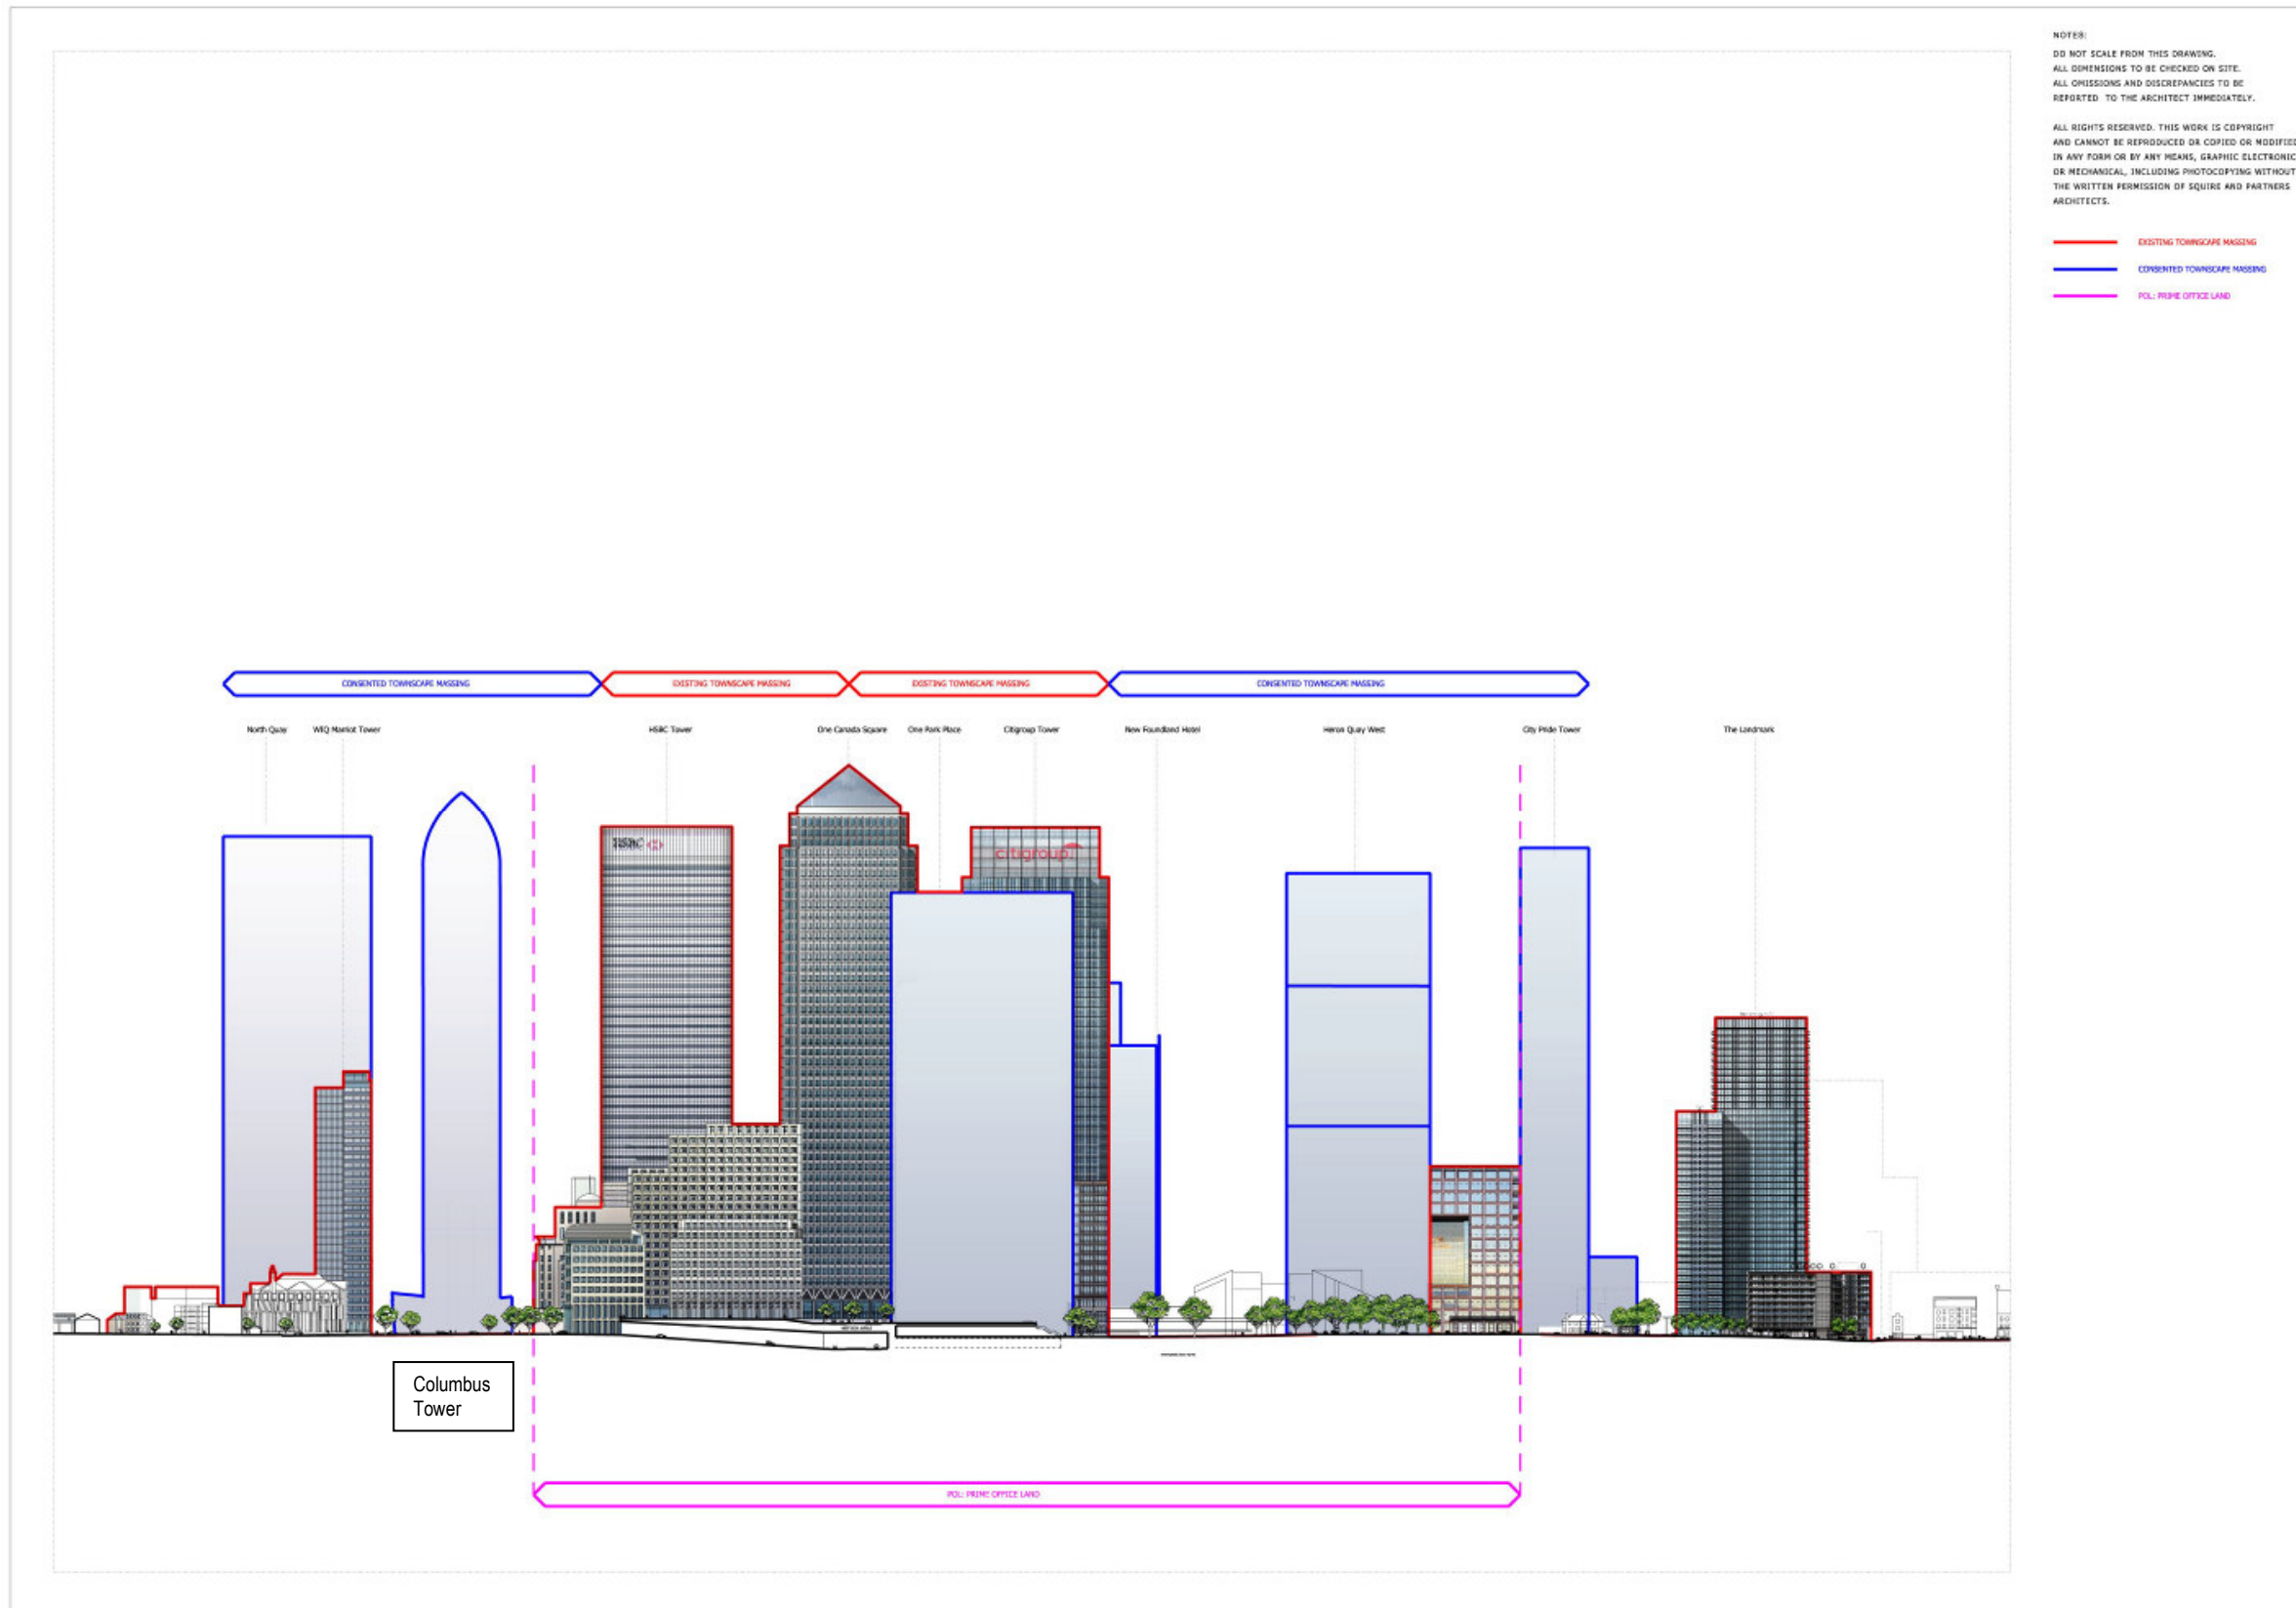 NOTES:
DO NOT SCALE FROM THIS DRAWING.
ALL DIMENSIONS TO BE CHECKED ON SITE.
ALL OMISSIONS AND DISCREPANCIES TO BE
REPORTED TO THE ARCHITECT IMMEDIATELY.
ALL RIGHTS RESERVED. THIS WORK IS COPYRIGHT
AND CANNOT BE REPRODUCED OR COPIED OR MODIFIED
IN ANY FORM OR BY ANY MEANS, GRAPHIC ELECTRONIC
OR MECHANICAL, INCLUDING PHOTOCOPYING WITHOUT
THE WRITTEN PERMISSION OF SQUIRE AND PARTNERS
ARCHITECTS.
EXISTING TOWNSCAPE MASSING
CONSENTED TOWNSCAPE MASSING
POL: PRIME OFFICE LAND
CONSENTED TOWNSCAPE MASSING
EXISTING TOWNSCAPE MASSING
EXISTING TOWNSCAPE MASSING
CONSENTED TOWNSCAPE MASSING
North Quay
WIQ Marriot Tower
HSBC Tower
One Canada Square
One Park Place
Citigroup Tower
New Foundland Hotel
Heron Quay West
City Pride Tower
The Landmark
HSBC
citigroup
Columbus
Tower
POL: PRIME OFFICE LAND